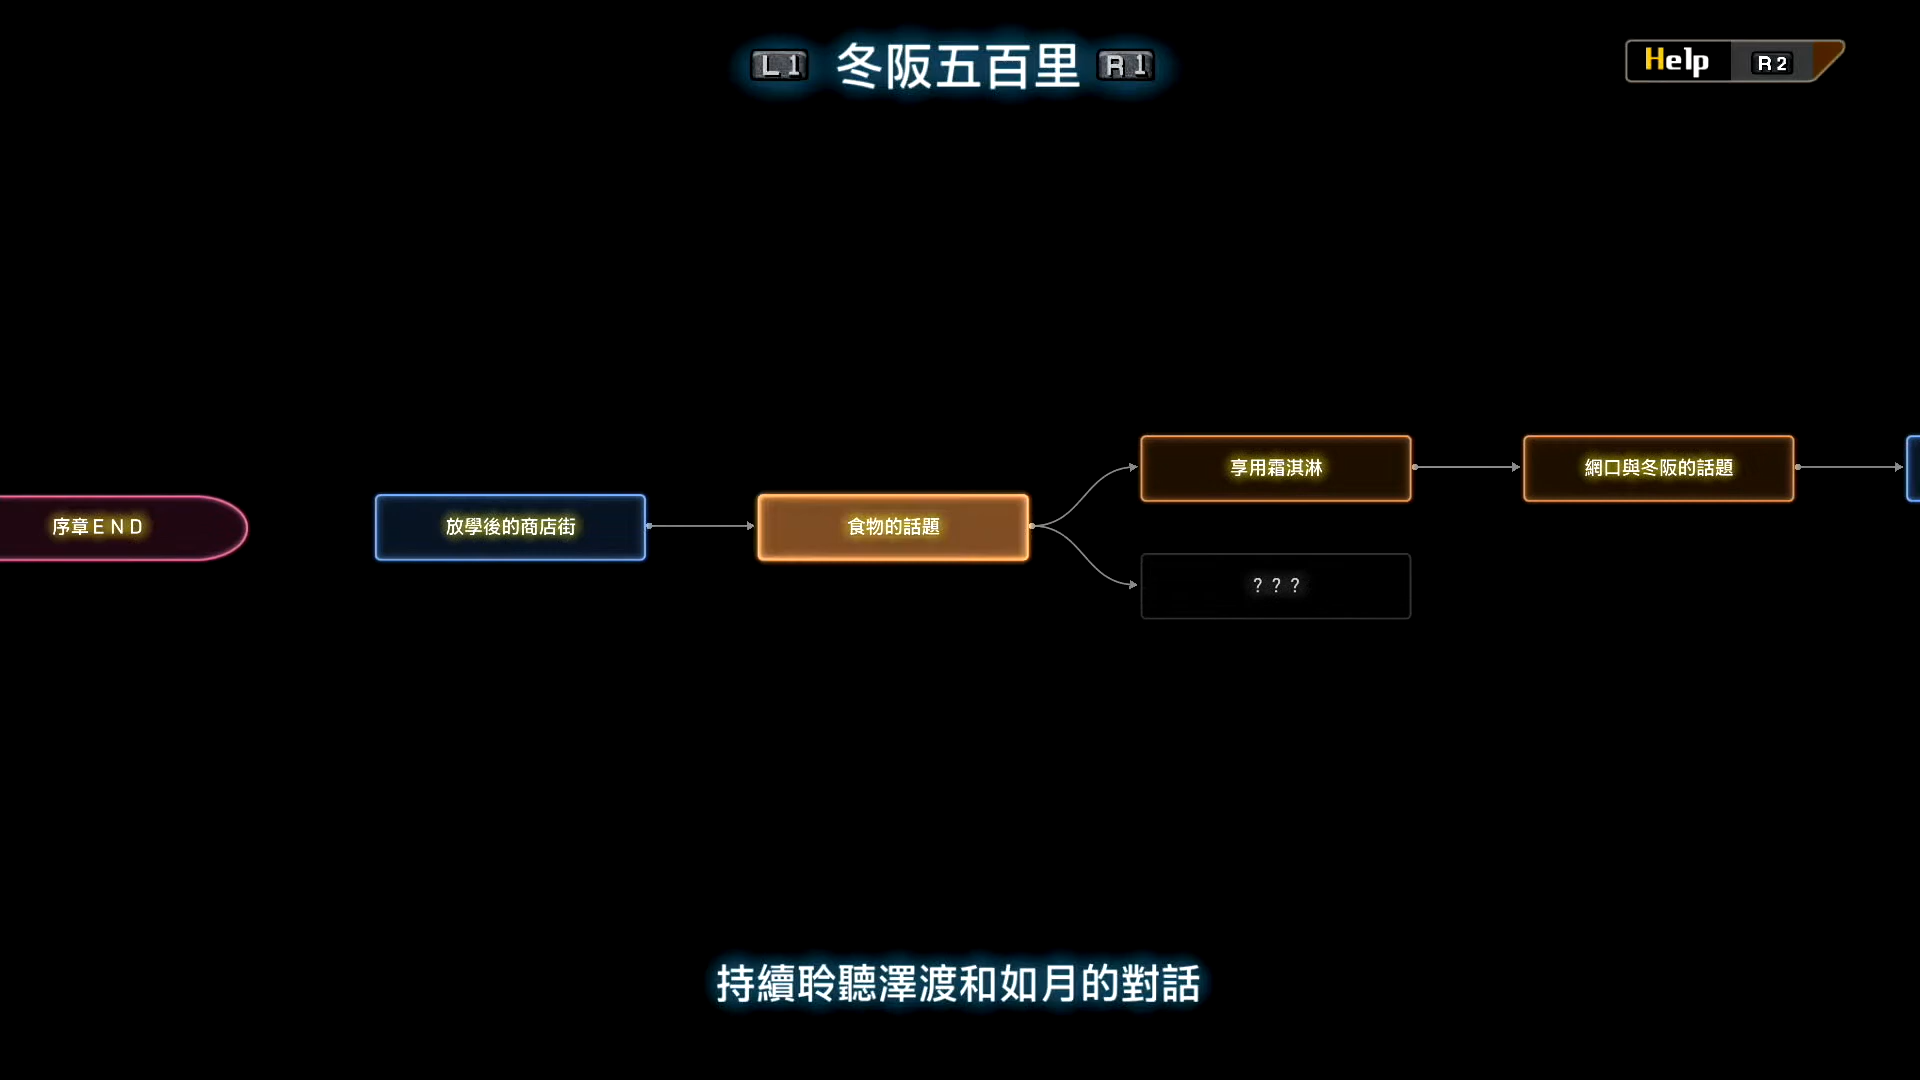 L1 冬阪五百里 R1
Help R2
享用霜淇淋
網口與冬阪的話題
序章END
放學後的商店街
食物的話題
???
持續聆聽澤渡和如月的對話